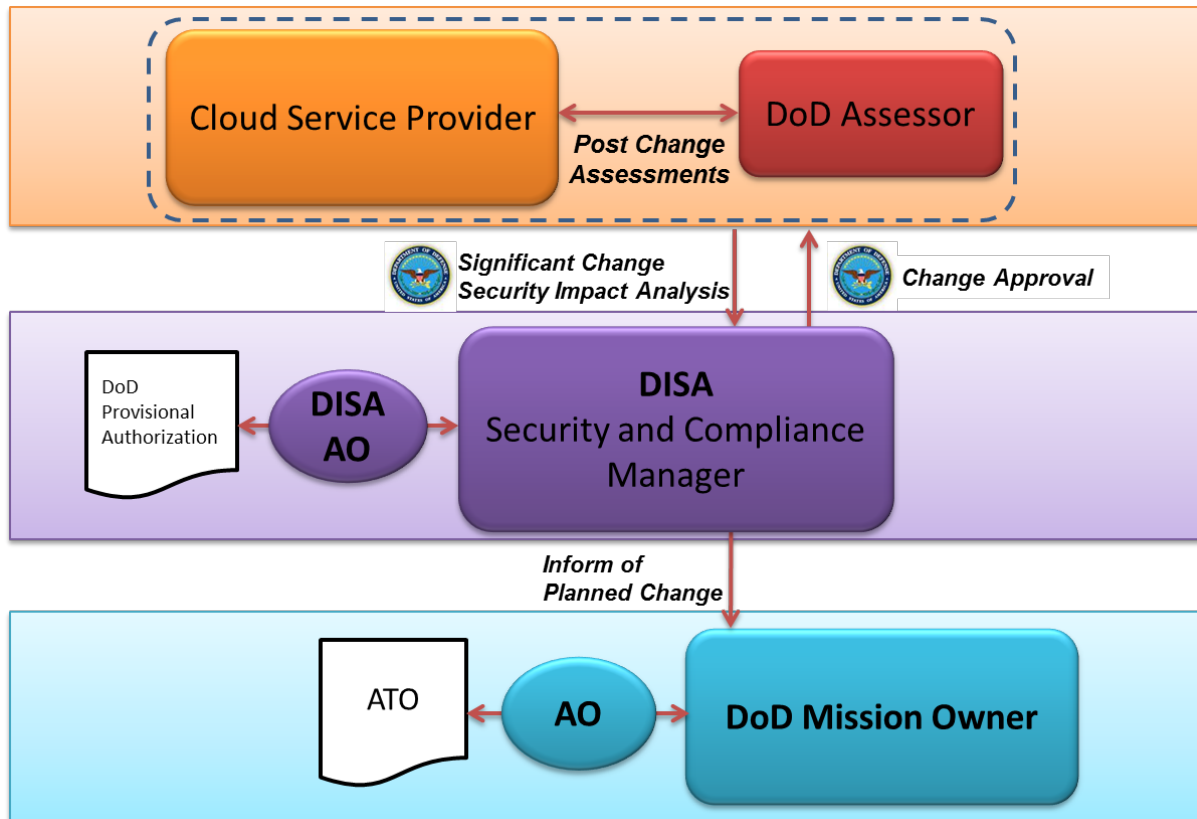 Cloud Service Provider
DoD Assessor
Post Change
Assessments
Significant Change
Security Impact Analysis
Change Approval
DoD
Provisional
Authorization
DISA
AO
DISA
Security and Compliance
Manager
Inform of
Planned Change
ATO
AO
DoD Mission Owner